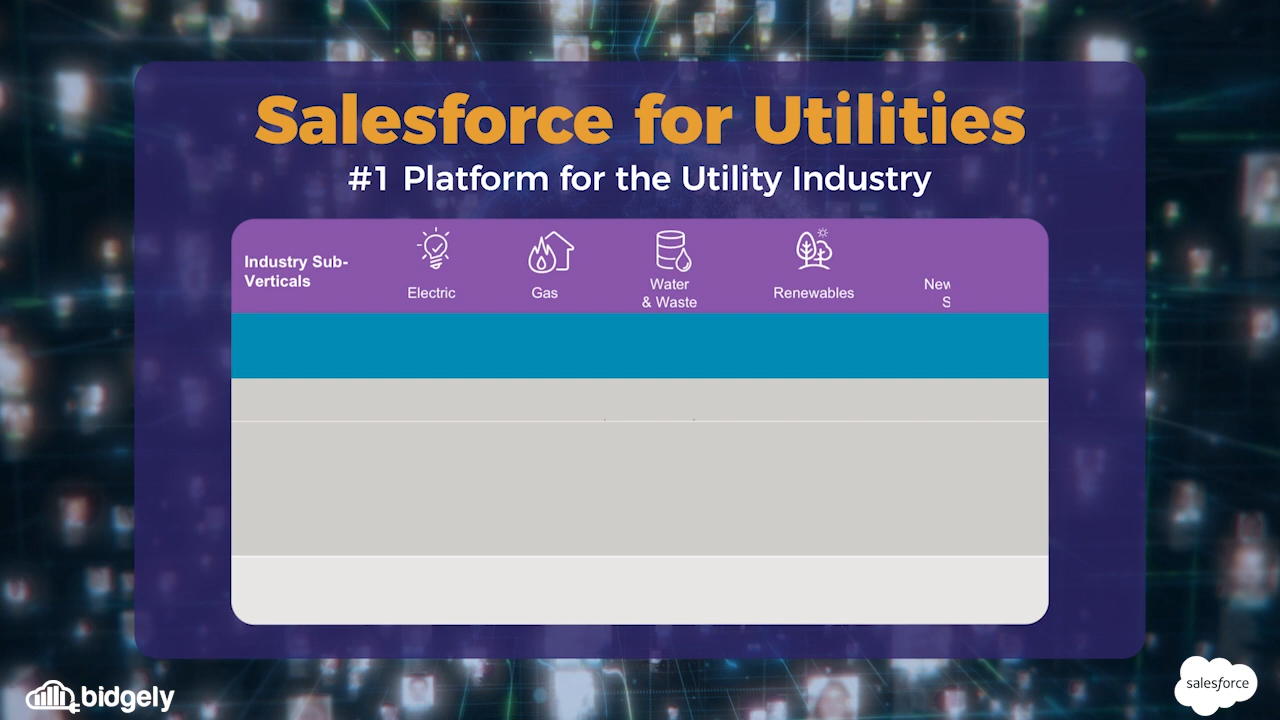 Salesforce for Utilities
#1 Platform for the Utility Industry
Industry Sub-
Verticals
Electric
Gas
Water
& Waste
Renewables
bidgely
salesforce